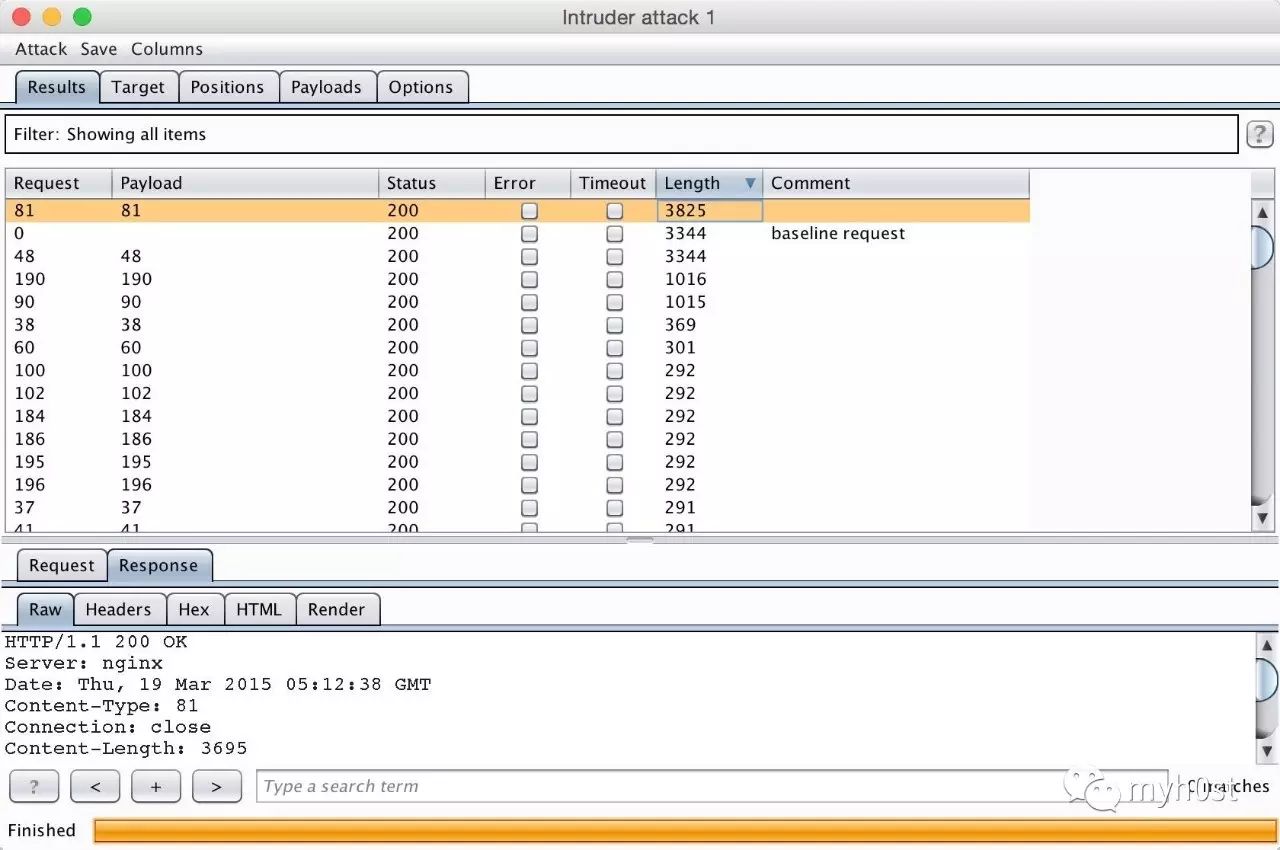 Intruder attack 1
Attack Save Columns
Results Target Positions Payloads Options
Filter: Showing all items ?
Request Payload Status Error Timeout Length Comment
81 81 200 3825
0 200 3344 baseline request
48 48 200 3344
190 190 200 1016
90 90 200 1015
38 38 200 369
60 60 200 301
100 100 200 292
102 102 200 292
184 184 200 292
186 186 200 292
195 195 200 292
196 196 200 292
37 37 200 291
41 41 200 291
Request Response
Raw Headers Hex HTML Render
HTTP/1.1 200 OK
Server: nginx
Date: Thu, 19 Mar 2015 05:12:38 GMT
Content-Type: 81
Connection: close
Content-Length: 3695
? < + > Type a search term
myh0st
Finished